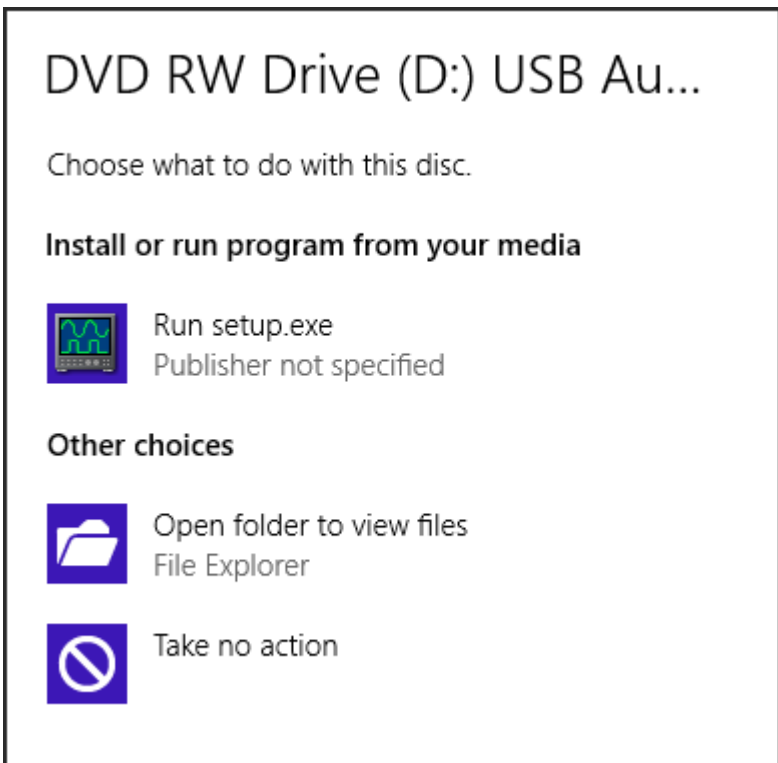 DVD RW Drive (D:) USB Au...
Choose what to do with this disc.
Install or run program from your media
Run setup.exe
Publisher not specified
Other choices
Open folder to view files
File Explorer
Take no action